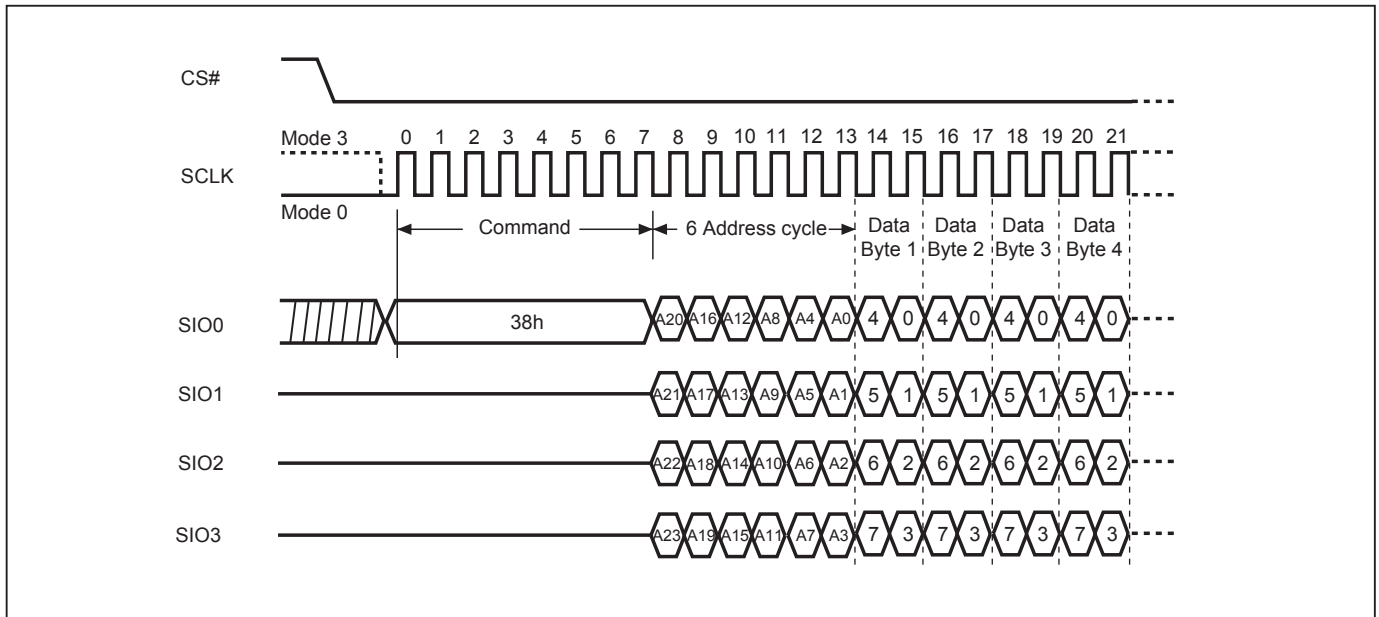 CS#
Mode 3 0 1 2 3 4 5 6 7 8 9 10 11 12 13 14 15 16 17 18 19 20 21
SCLK
Mode 0
Command 6 Address cycle Data Byte 1 Data Byte 2 Data Byte 3 Data Byte 4
SIO0 38h A20 A16 A12 A8 A4 A0 4 0 4 0 4 0 4 0
SIO1 A21 A17 A13 A9 A5 A1 5 1 5 1 5 1 5 1
SIO2 A22 A18 A14 A10 A6 A2 6 2 6 2 6 2 6 2
SIO3 A23 A19 A15 A11 A7 A3 7 3 7 3 7 3 7 3